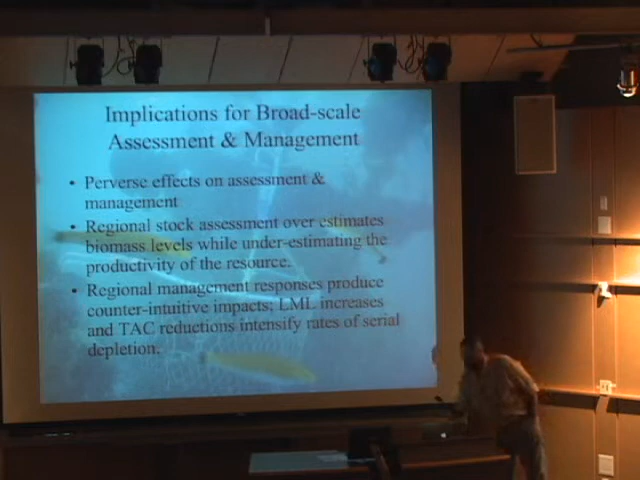 Implications for Broad-scale
Assessment & Management
• Perverse effects on assessment &
management
• Regional stock assessment over estimates
biomass levels while under-estimating the
productivity of the resource.
• Regional management responses produce
counter-intuitive impacts; LML increases
and TAC reductions intensify rates of serial
depletion.